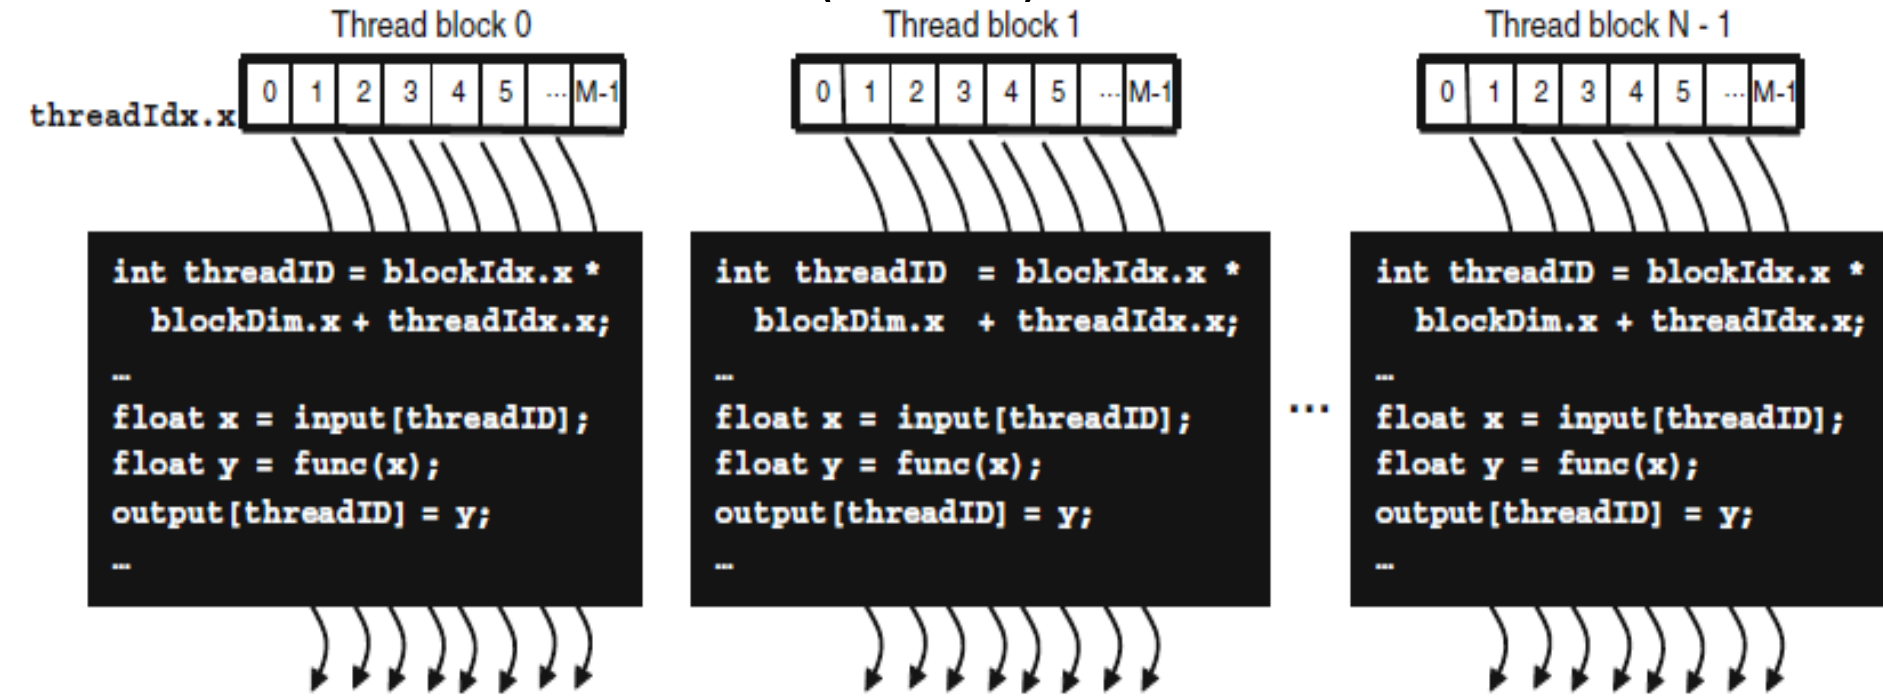 Thread block 0
0 1 2 3 4 5 ... M-1
threadIdx.x
int threadID = blockIdx.x *
blockDim.x + threadIdx.x;
...
float x = input[threadID];
float y = func(x);
output[threadID] = y;
...
Thread block 1
0 1 2 3 4 5 ... M-1
int threadID = blockIdx.x *
blockDim.x + threadIdx.x;
...
float x = input[threadID];
float y = func(x);
output[threadID] = y;
...
...
Thread block N - 1
0 1 2 3 4 5 ... M-1
int threadID = blockIdx.x *
blockDim.x + threadIdx.x;
...
float x = input[threadID];
float y = func(x);
output[threadID] = y;
...